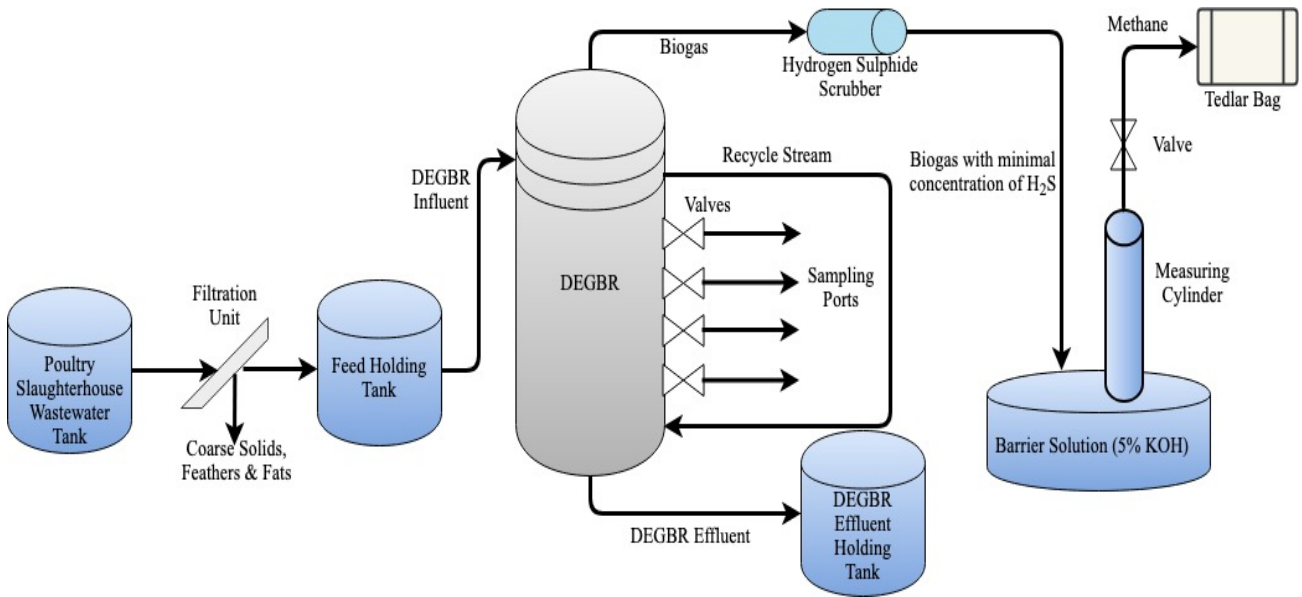 Poultry
Slaughterhouse
Wastewater
Tank
Filtration
Unit
Coarse Solids,
Feathers & Fats
Feed Holding
Tank
DEGBR
Influent
DEGBR
Biogas
Hydrogen Sulphide
Scrubber
Recycle Stream
Valves
Sampling
Ports
DEGBR Effluent
DEGBR
Effluent
Holding
Tank
Biogas with minimal
concentration of H₂S
Barrier Solution (5% KOH)
Measuring
Cylinder
Valve
Methane
Tedlar Bag